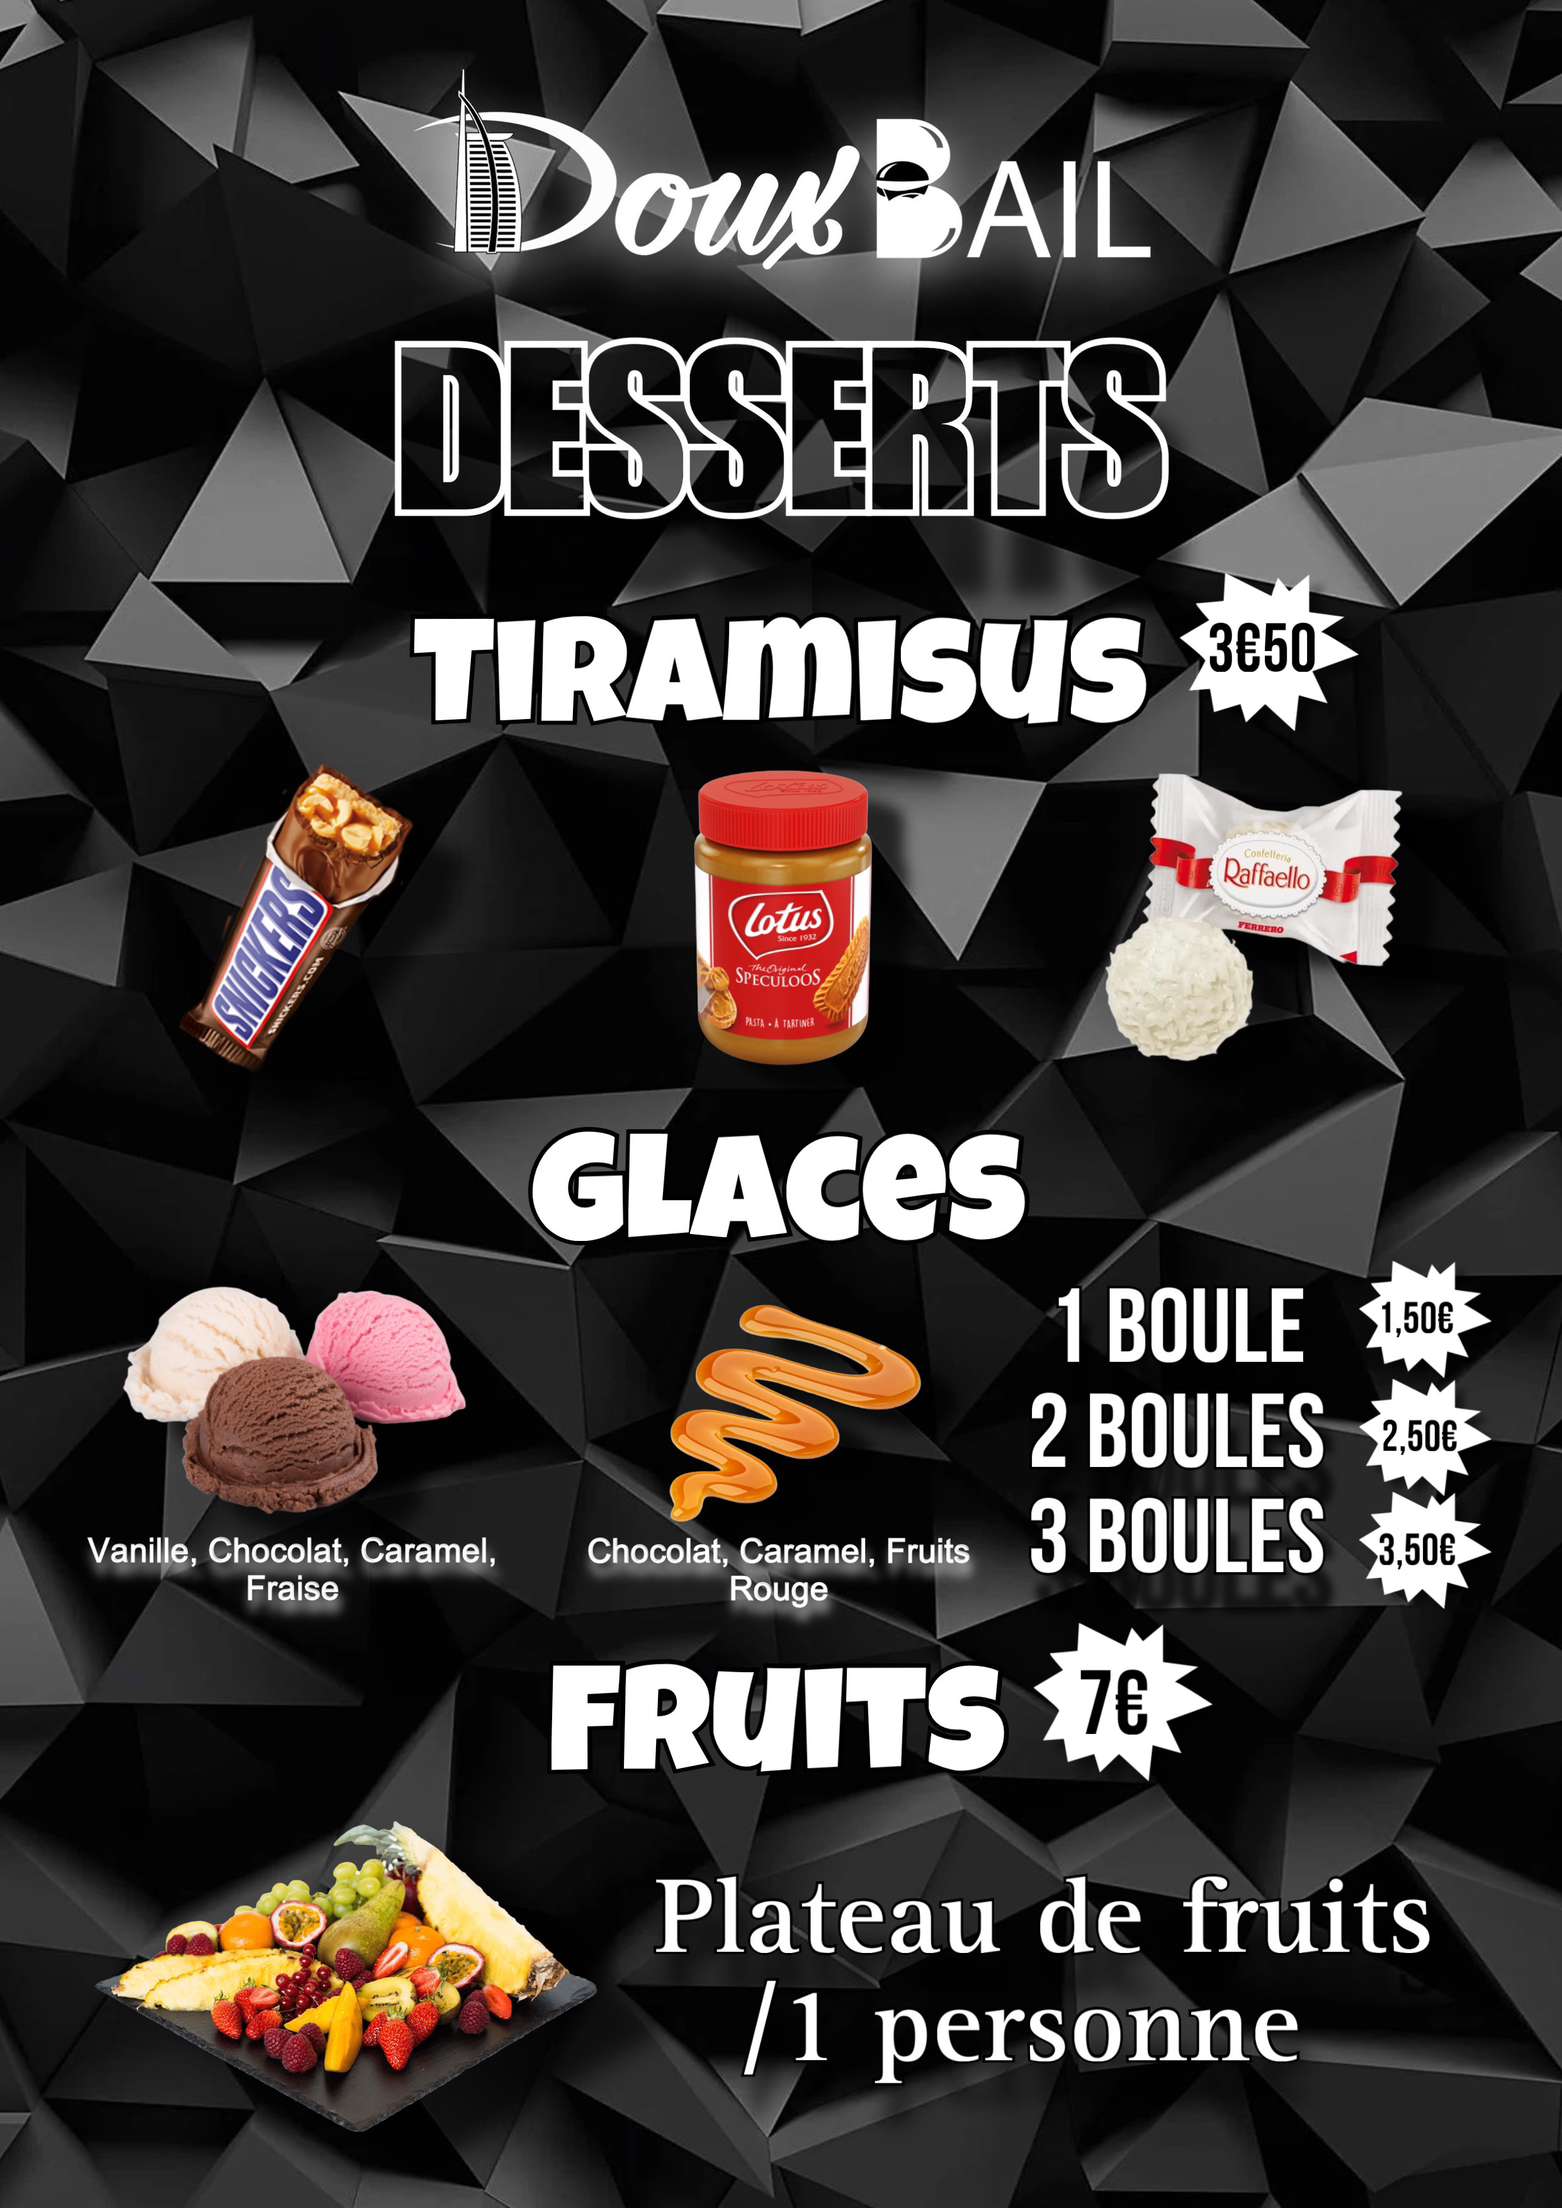 Doux BAIL
DESSERTS
TIRAMISUS
3€50
SNICKERS
SNICKERS.COM
Lotus
Since 1932
The Original
SPECULOOS
PASTA • À TARTINER
Confetteria
Raffaello
FERRERO
GLACES
1 BOULE
1,50€
2 BOULES
2,50€
3 BOULES
3,50€
Vanille, Chocolat, Caramel,
Fraise
Chocolat, Caramel, Fruits
Rouge
FRUITS
7€
Plateau de fruits
/1 personne